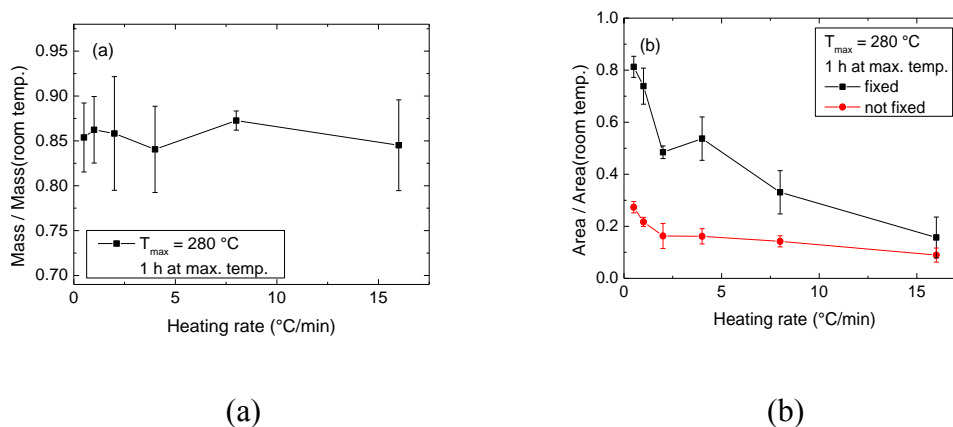 (a)
Mass / Mass(room temp.)
0.90
0.95
0.85
0.80
0.75
0.70
T_max = 280 °C
1 h at max. temp.
0 5 10 15
Heating rate (°C/min)
(a)
(b)
Area / Area(room temp.)
1.0
0.8
0.6
0.4
0.2
0.0
T_max = 280 °C
1 h at max. temp.
fixed
not fixed
0 5 10 15
Heating rate (°C/min)
(b)